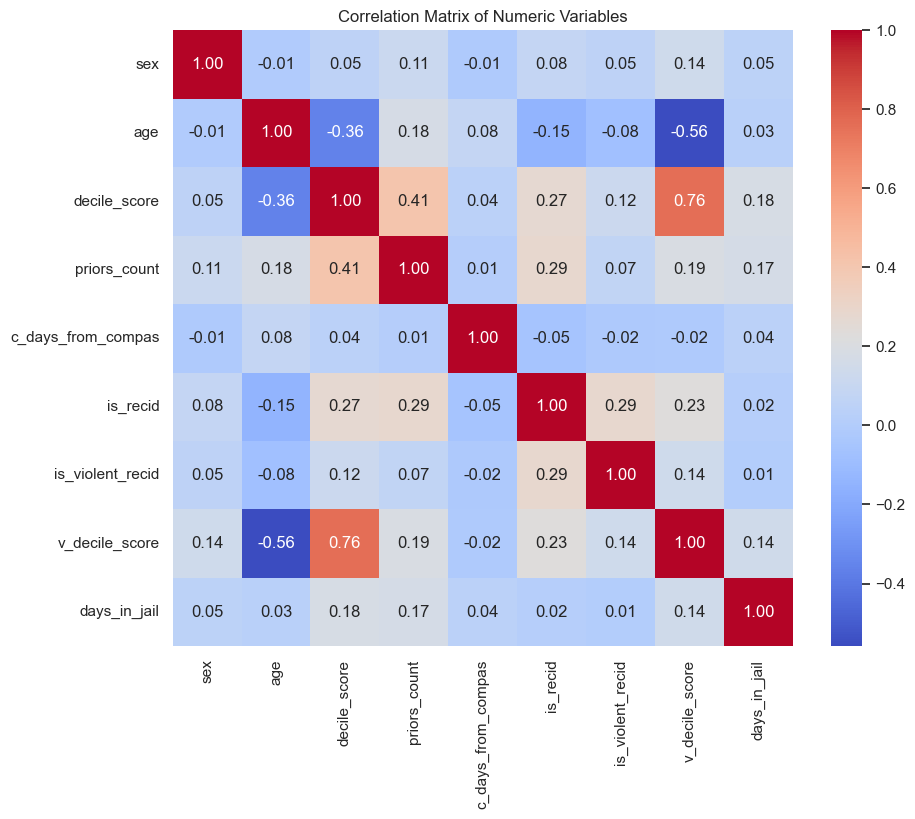 Correlation Matrix of Numeric Variables
sex 1.00 -0.01 0.05 0.11 -0.01 0.08 0.05 0.14 0.05
age -0.01 1.00 -0.36 0.18 0.08 -0.15 -0.08 -0.56 0.03
decile_score 0.05 -0.36 1.00 0.41 0.04 0.27 0.12 0.76 0.18
priors_count 0.11 0.18 0.41 1.00 0.01 0.29 0.07 0.19 0.17
c_days_from_compas -0.01 0.08 0.04 0.01 1.00 -0.05 -0.02 -0.02 0.04
is_recid 0.08 -0.15 0.27 0.29 -0.05 1.00 0.29 0.23 0.02
is_violent_recid 0.05 -0.08 0.12 0.07 -0.02 0.29 1.00 0.14 0.01
v_decile_score 0.14 -0.56 0.76 0.19 -0.02 0.23 0.14 1.00 0.14
days_in_jail 0.05 0.03 0.18 0.17 0.04 0.02 0.01 0.14 1.00
sex
age
decile_score
priors_count
c_days_from_compas
is_recid
is_violent_recid
v_decile_score
days_in_jail
1.0
0.8
0.6
0.4
0.2
0.0
−0.2
−0.4